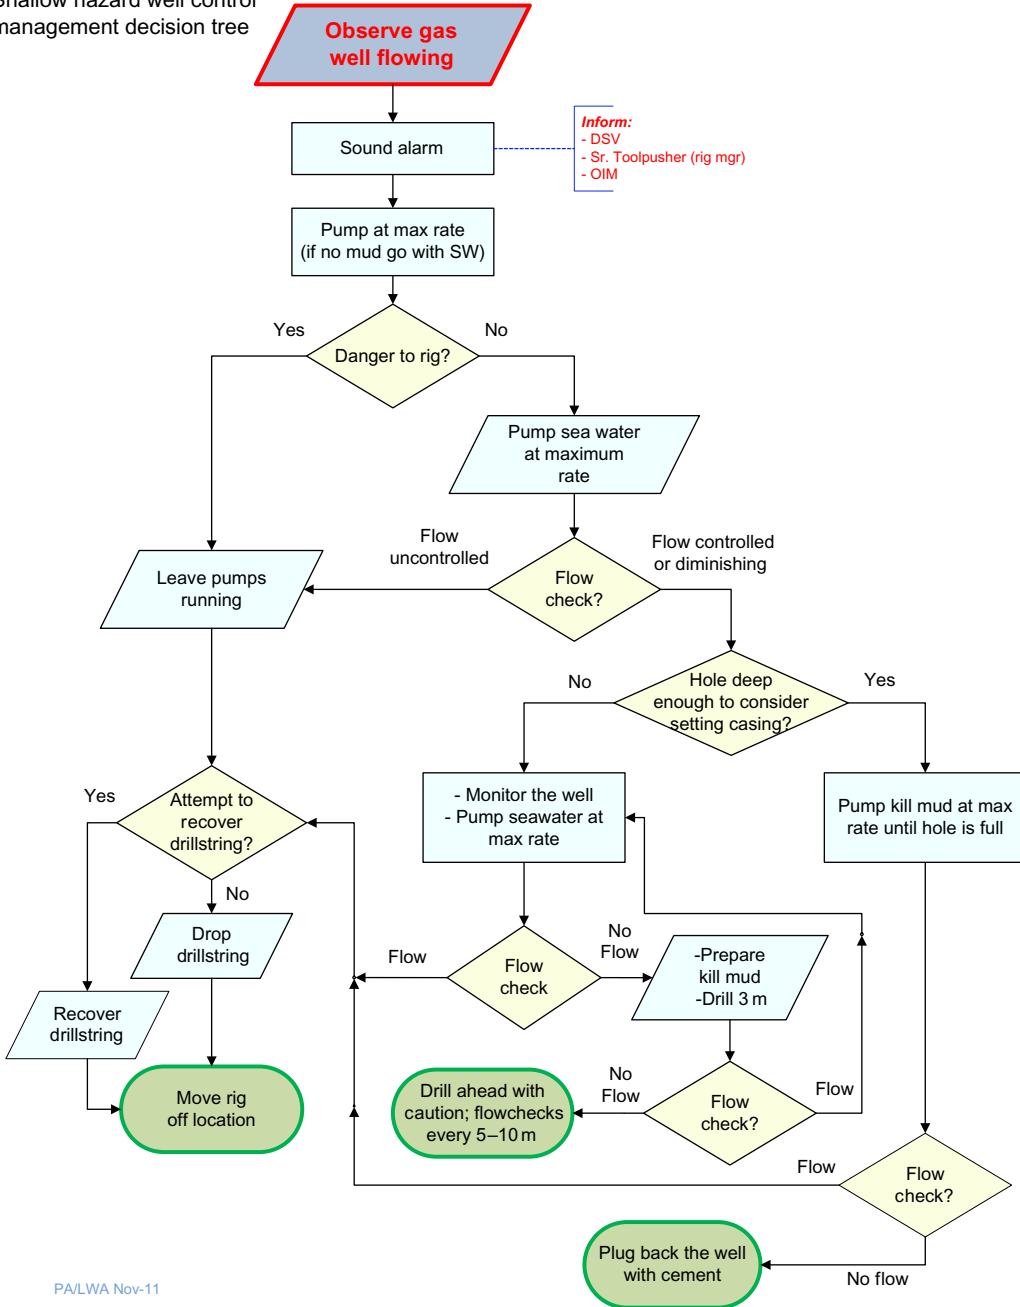 Shallow hazard well control
management decision tree
Observe gas
well flowing
Sound alarm
Inform:
- DSV
- Sr. Toolpusher (rig mgr)
- OIM
Pump at max rate
(if no mud go with SW)
Yes
No
Danger to rig?
Pump sea water
at maximum
rate
Flow
uncontrolled
Flow controlled
or diminishing
Leave pumps
running
Flow
check?
No
Hole deep
enough to consider
setting casing?
Yes
Yes
Attempt to
recover
drillstring?
- Monitor the well
- Pump seawater at
max rate
Pump kill mud at max
rate until hole is full
No
Drop
drillstring
Flow
Flow
check
No
Flow
-Prepare
kill mud
-Drill 3 m
Recover
drillstring
Move rig
off location
Drill ahead with
caution; flowchecks
every 5–10 m
No
Flow
Flow
check?
Flow
Flow
Flow
check?
Plug back the well
with cement
No flow
PA/LWA Nov-11